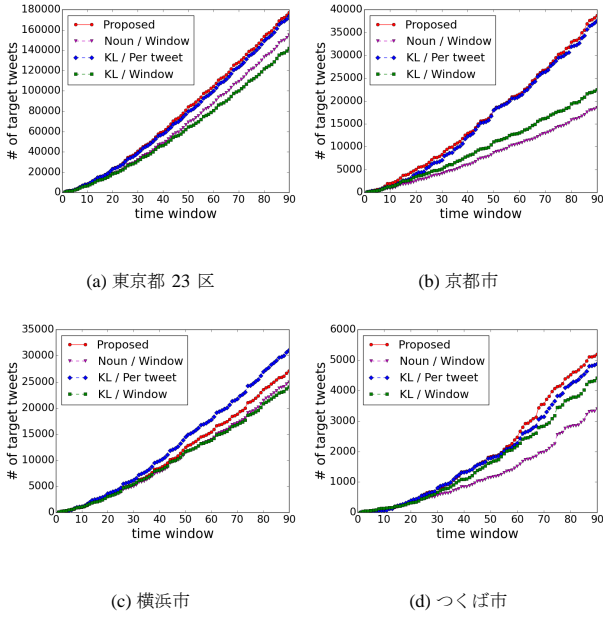 180000
160000
140000
120000
100000
80000
60000
40000
20000
0
# of target tweets
Proposed
Noun / Window
KL / Per tweet
KL / Window
0 10 20 30 40 50 60 70 80 90
time window
(a) 東京都 23 区
40000
35000
30000
25000
20000
15000
10000
5000
0
# of target tweets
Proposed
Noun / Window
KL / Per tweet
KL / Window
0 10 20 30 40 50 60 70 80 90
time window
(b) 京都市
35000
30000
25000
20000
15000
10000
5000
0
# of target tweets
Proposed
Noun / Window
KL / Per tweet
KL / Window
0 10 20 30 40 50 60 70 80 90
time window
(c) 横浜市
6000
5000
4000
3000
2000
1000
0
# of target tweets
Proposed
Noun / Window
KL / Per tweet
KL / Window
0 10 20 30 40 50 60 70 80 90
time window
(d) つくば市